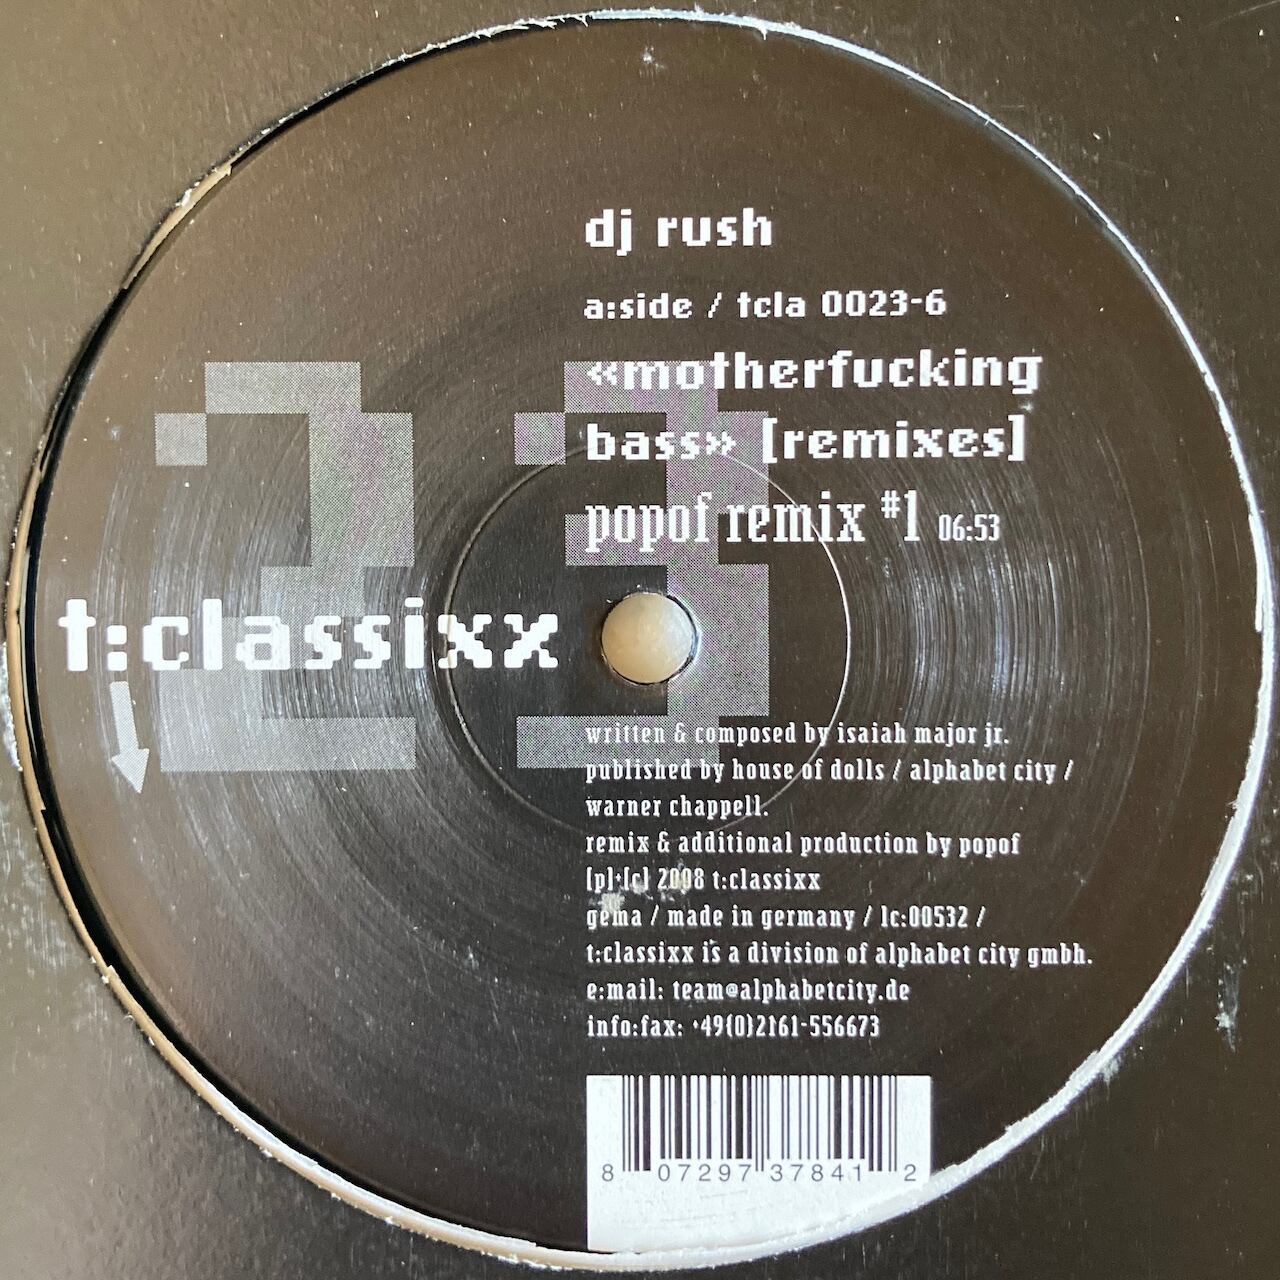 dj rush
a:side / tcla 0023-6
«motherfucking
bass» [remixes]
popof remix #1 06:53
23
t:classixx
written & composed by isaiah major jr.
published by house of dolls / alphabet city /
warner chappell.
remix & additional production by popof
[p]+[c] 2008 t:classixx
gema / made in germany / lc:00532 /
t:classixx is a division of alphabet city gmbh.
e:mail: team@alphabetcity.de
info:fax: +49(0)2161-556673
8 07297 37841 2